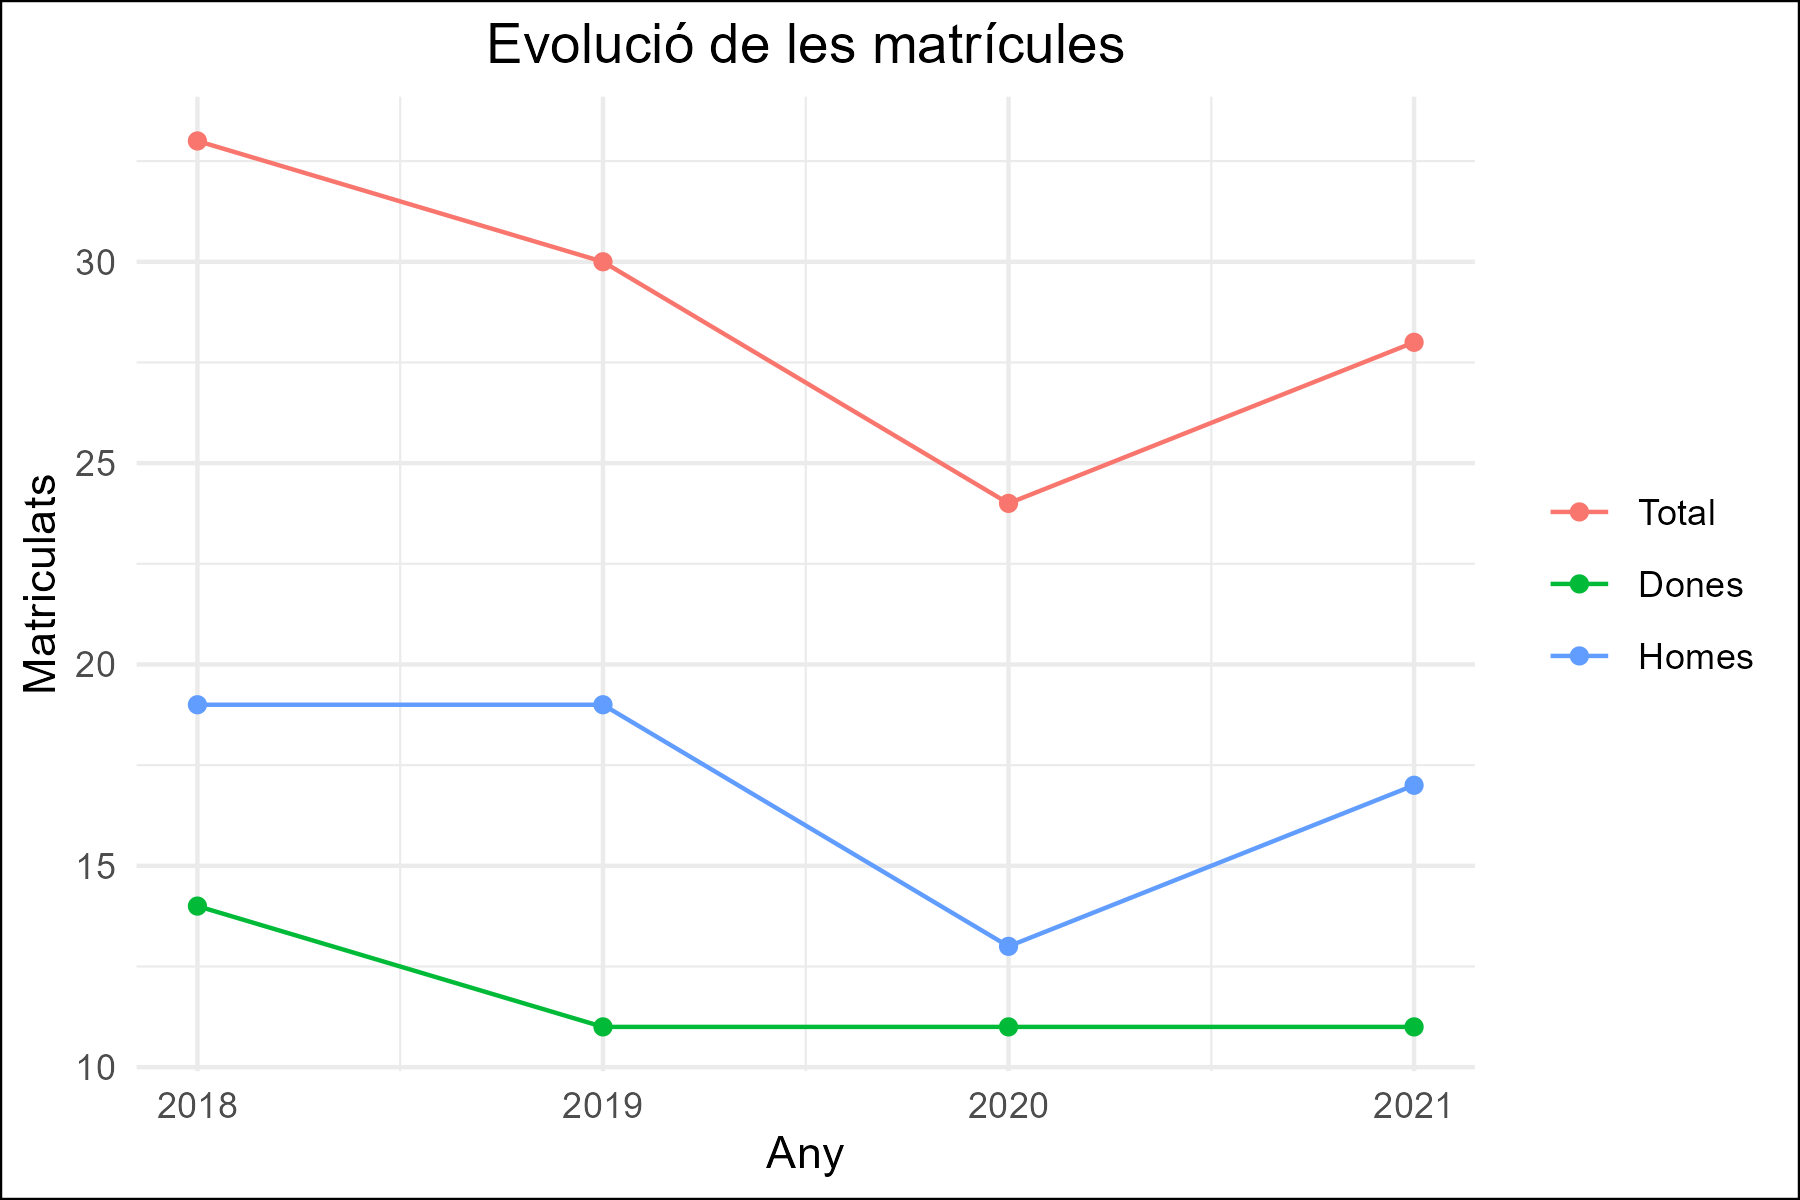 Evolució de les matrícules
Matriculats
30
25
20
15
10
2018 2019 2020 2021
Any
Total
Dones
Homes